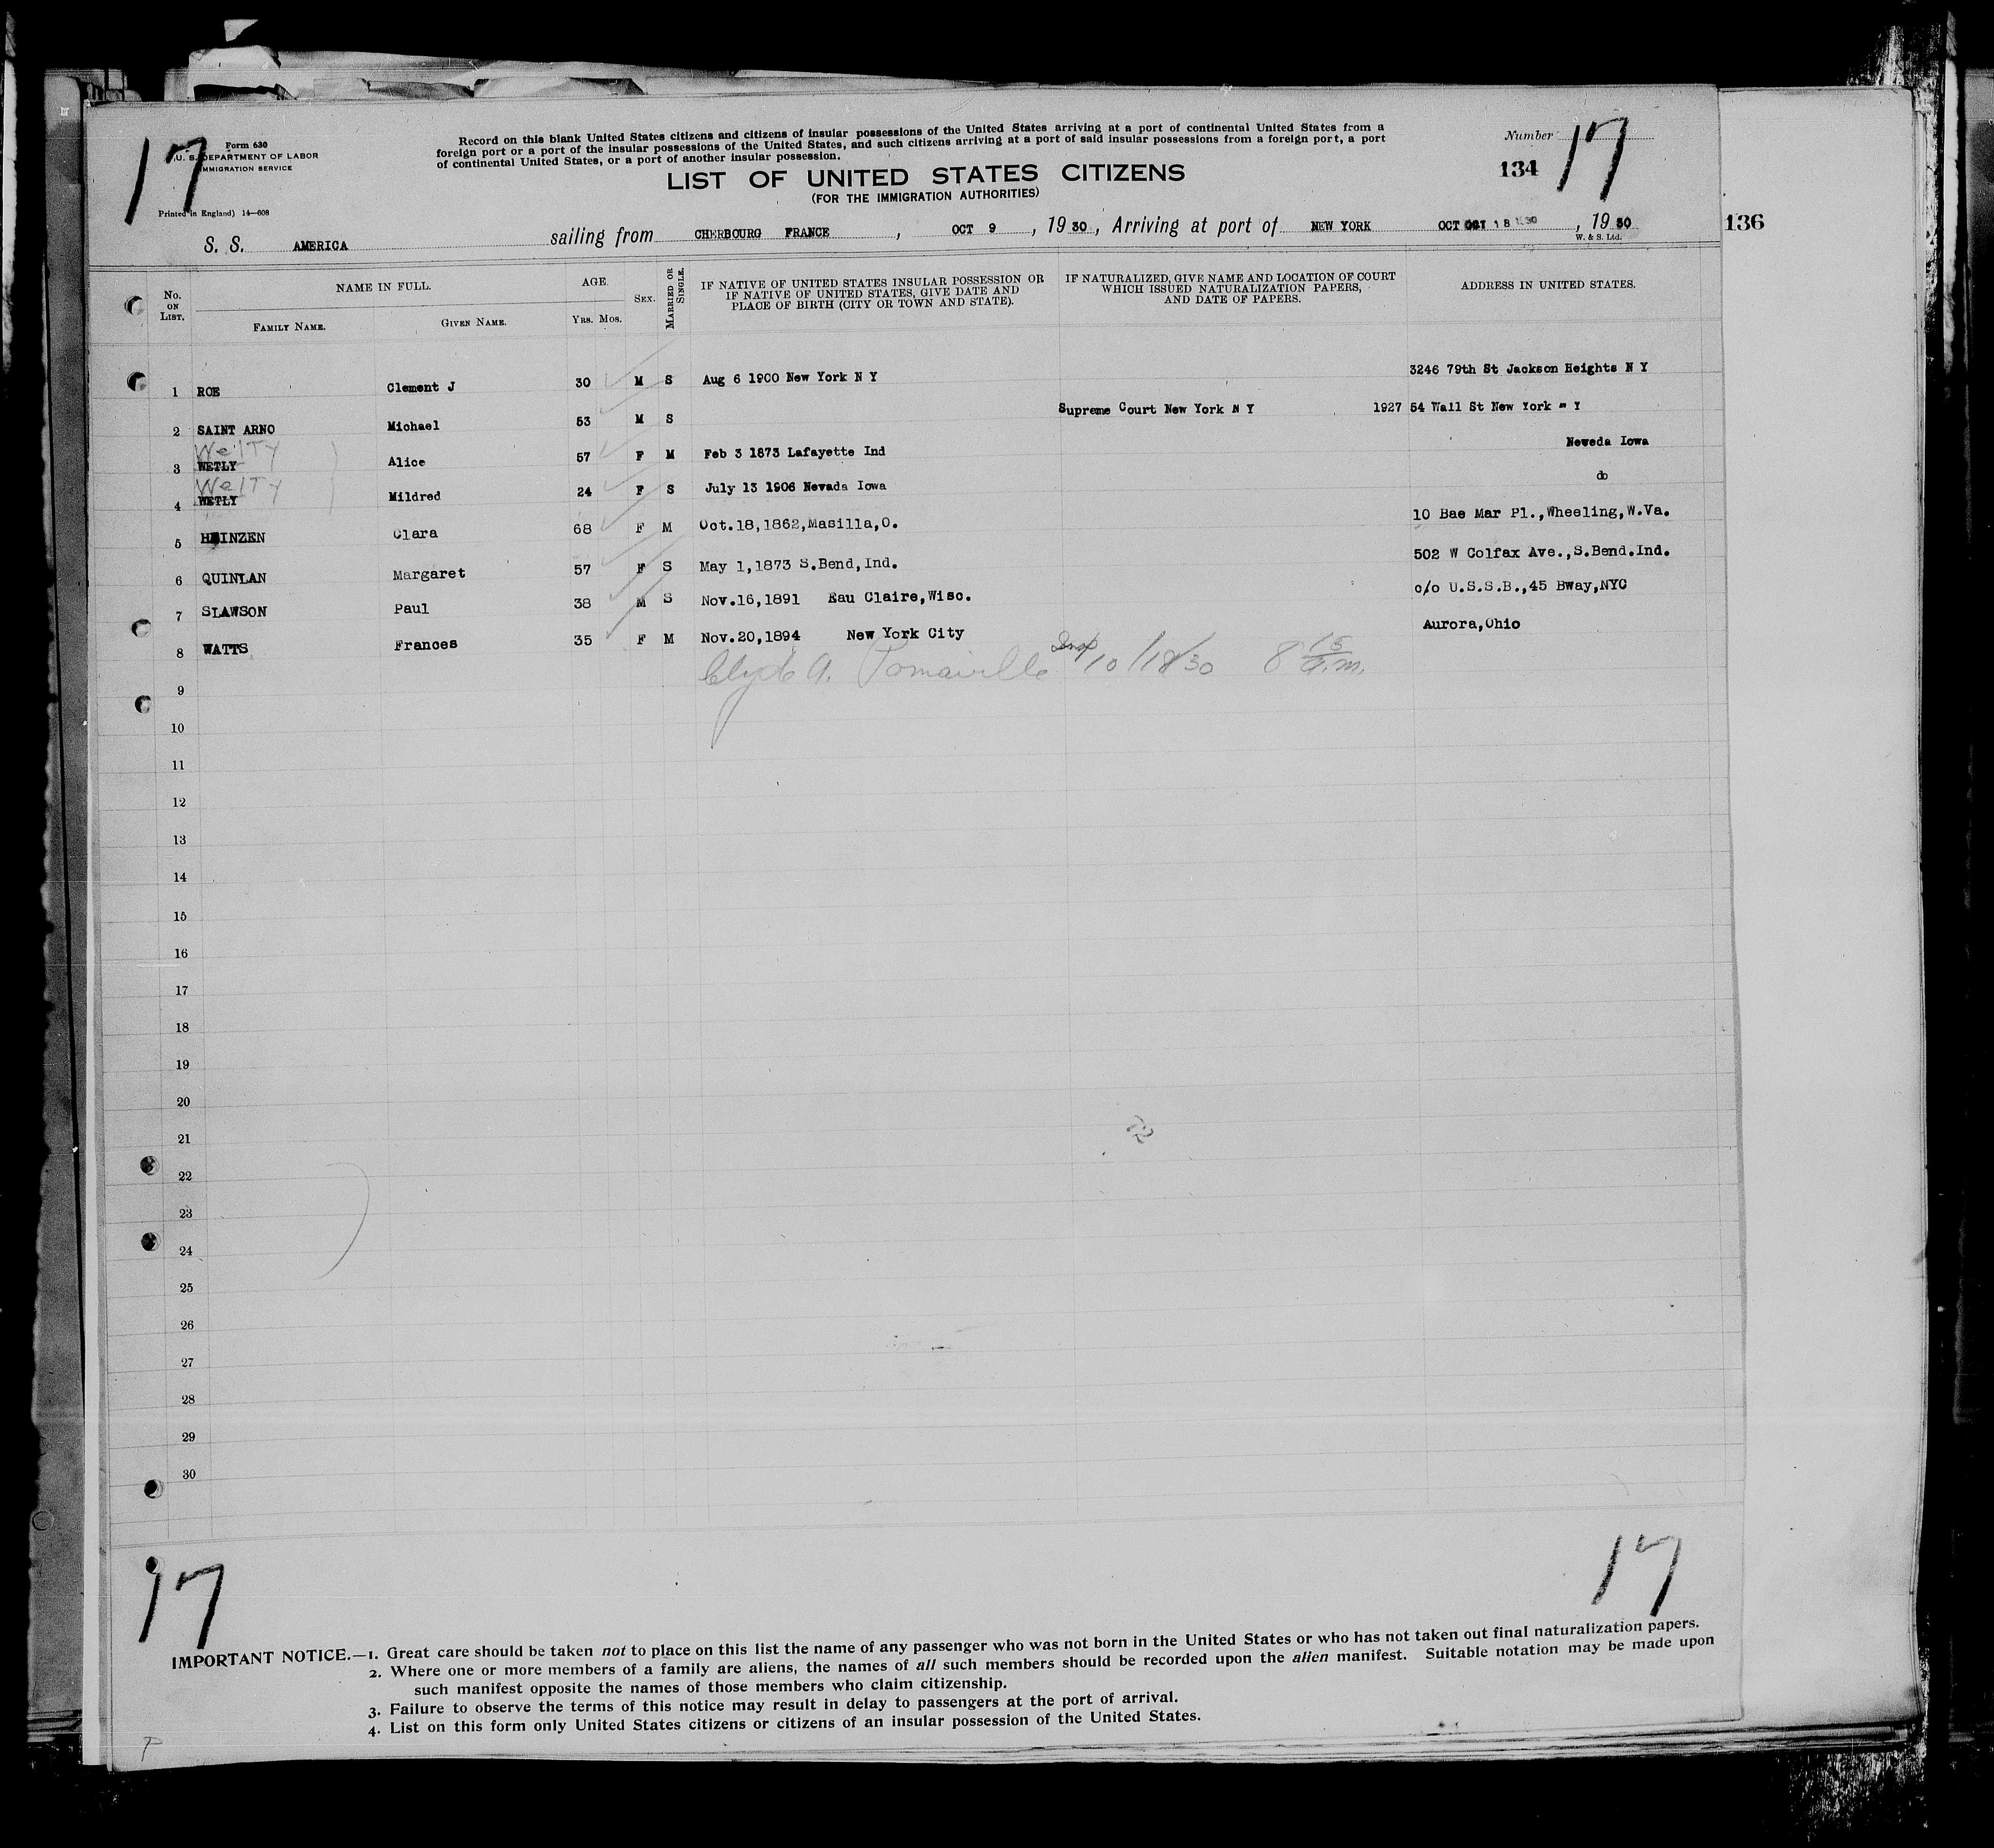 17
Form 630
U. S. DEPARTMENT OF LABOR
IMMIGRATION SERVICE
Printed in England) 14—608
Record on this blank United States citizens and citizens of insular possessions of the United States arriving at a port of continental United States from a
foreign port or a port of the insular possessions of the United States, and such citizens arriving at a port of said insular possessions from a foreign port, a port
of continental United States, or a port of another insular possession.
Number 17
134
136
LIST OF UNITED STATES CITIZENS
(FOR THE IMMIGRATION AUTHORITIES)
S. S. AMERICA sailing from CHERBOURG FRANCE, OCT 9, 19 30, Arriving at port of NEW YORK OCT 18 1930, 19 30
W. & S. Ltd.
No. ON LIST. NAME IN FULL. AGE. SEX. MARRIED OR SINGLE. IF NATIVE OF UNITED STATES INSULAR POSSESSION OR IF NATIVE OF UNITED STATES, GIVE DATE AND PLACE OF BIRTH (CITY OR TOWN AND STATE). IF NATURALIZED, GIVE NAME AND LOCATION OF COURT WHICH ISSUED NATURALIZATION PAPERS, AND DATE OF PAPERS. ADDRESS IN UNITED STATES.
FAMILY NAME. GIVEN NAME. YRS. MOS.
1 ROE Clement J 30 M S Aug 6 1900 New York N Y 3246 79th St Jackson Heights N Y
2 SAINT ARNO Michael 53 M S Supreme Court New York N Y 1927 54 Wall St New York Y
Welty
3 WETLY Alice 57 F M Feb 3 1873 Lafayette Ind Neveda Iowa
Welty
4 WETLY Mildred 24 F S July 13 1906 Nevada Iowa do
5 HEINZEN Clara 68 F M Oct.18,1862,Masilla,O. 10 Bae Mar Pl.,Wheeling,W.Va.
6 QUINLAN Margaret 57 F S May 1,1873 S.Bend,Ind. 502 W Colfax Ave.,S.Bend.Ind.
7 SLAWSON Paul 38 M S Nov.16,1891 Eau Claire,Wisc. c/o U.S.S.B.,45 Bway,NYC
8 WATTS Frances 35 F M Nov.20,1894 New York City Aurora,Ohio
Clyde A. Pomainville Insp 10/18/30 8 15 a.m.
9
10
11
12
13
14
15
16
17
18
19
20
21
22
23
24
25
26
27
28
29
30
17 17
IMPORTANT NOTICE.—1. Great care should be taken not to place on this list the name of any passenger who was not born in the United States or who has not taken out final naturalization papers.
2. Where one or more members of a family are aliens, the names of all such members should be recorded upon the alien manifest. Suitable notation may be made upon
such manifest opposite the names of those members who claim citizenship.
3. Failure to observe the terms of this notice may result in delay to passengers at the port of arrival.
4. List on this form only United States citizens or citizens of an insular possession of the United States.
P